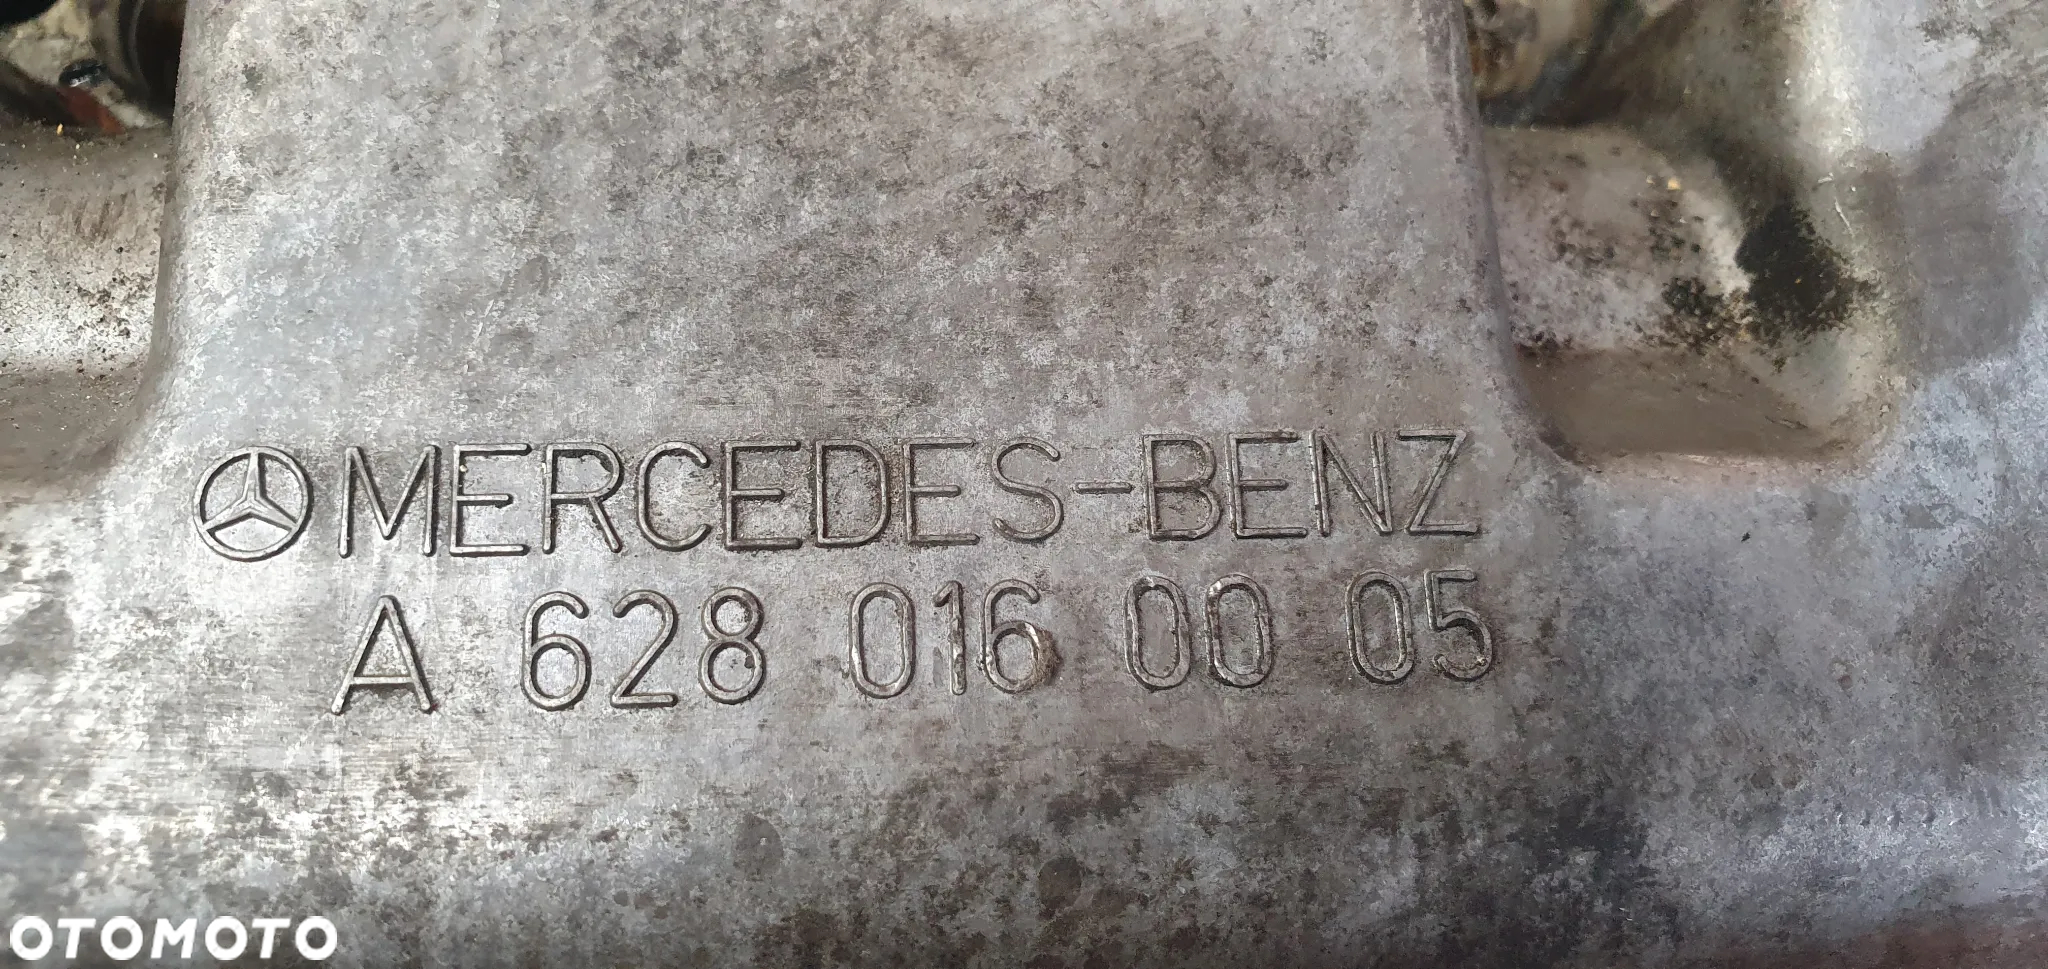 MERCEDES-BENZ
A 628 016 00 05
OTOMOTO